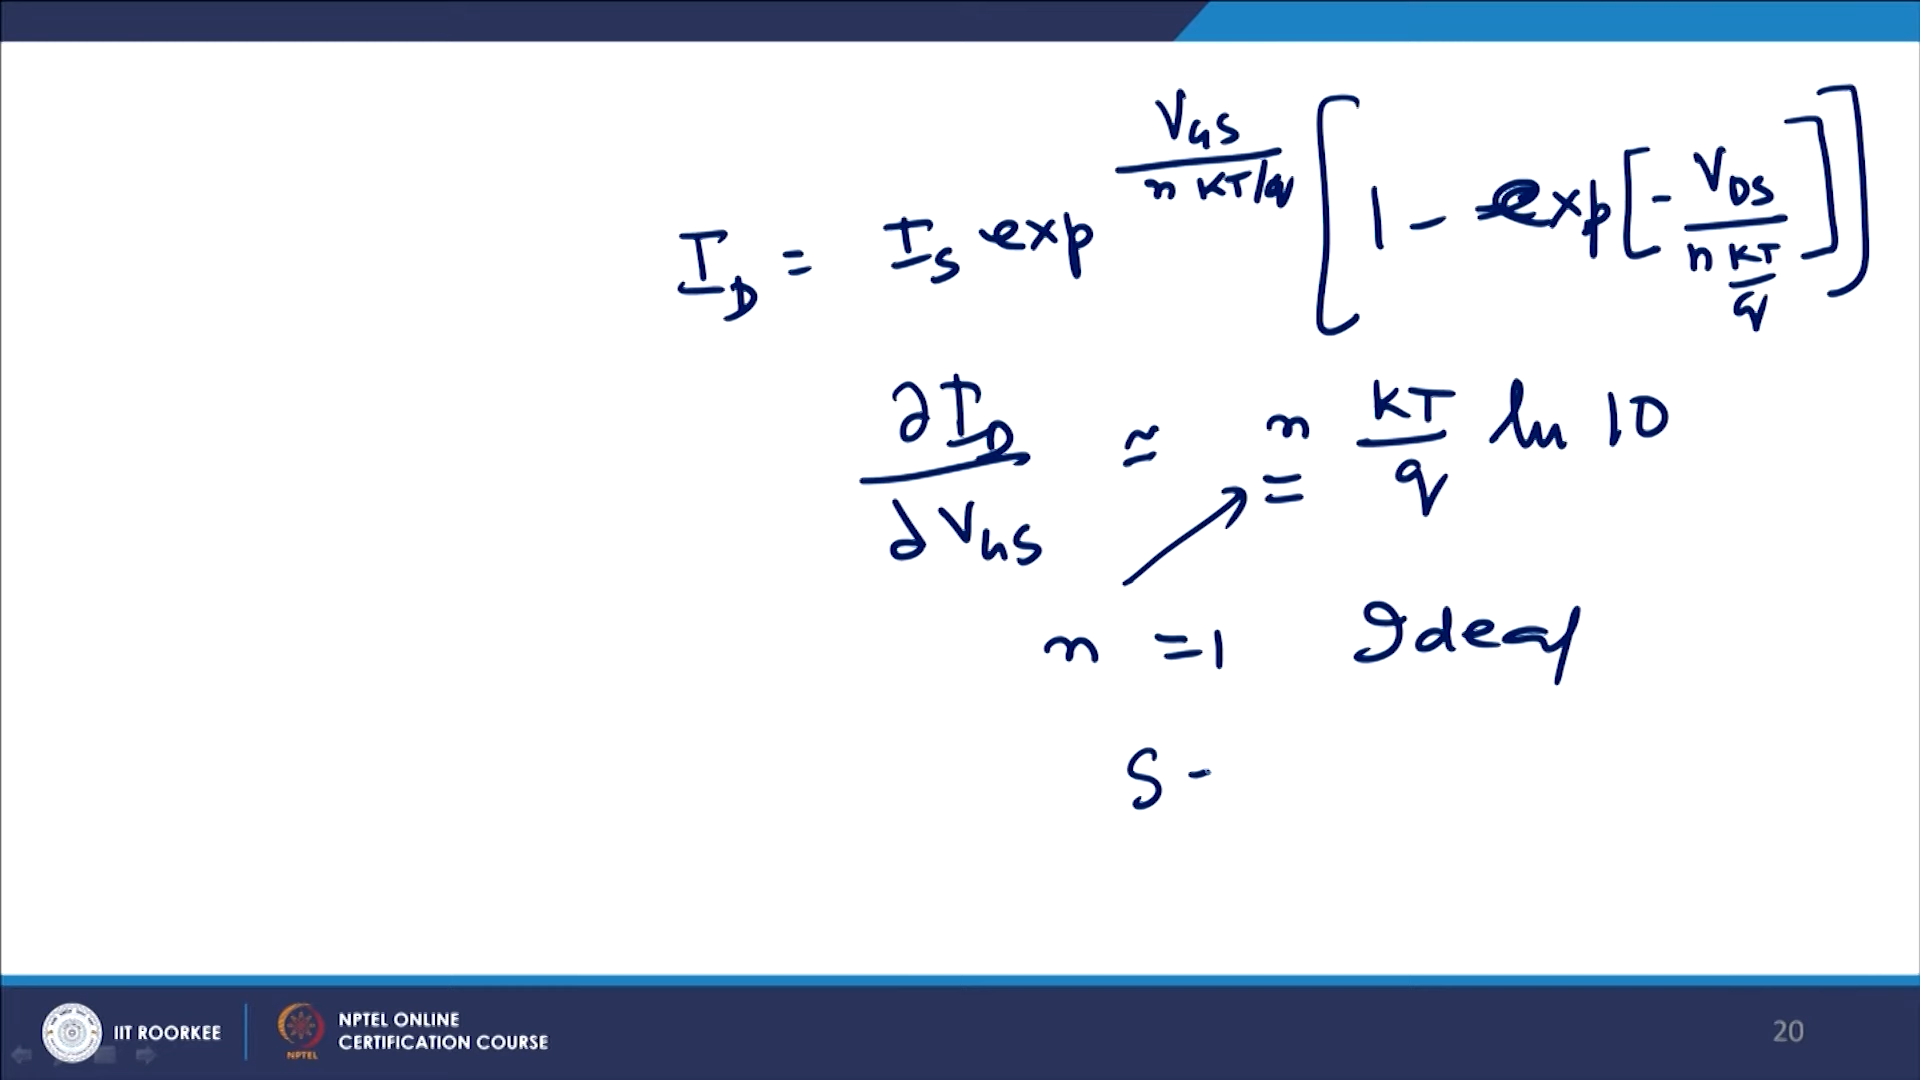 I_D = I_S exp^{V_GS / (n KT/q)} [1 - exp[-V_DS / (n KT/q)]]
∂I_D / ∂V_GS ≃ n KT/q ln 10
n = 1 Ideal
S -
IIT ROORKEE
NPTEL
NPTEL ONLINE
CERTIFICATION COURSE
20